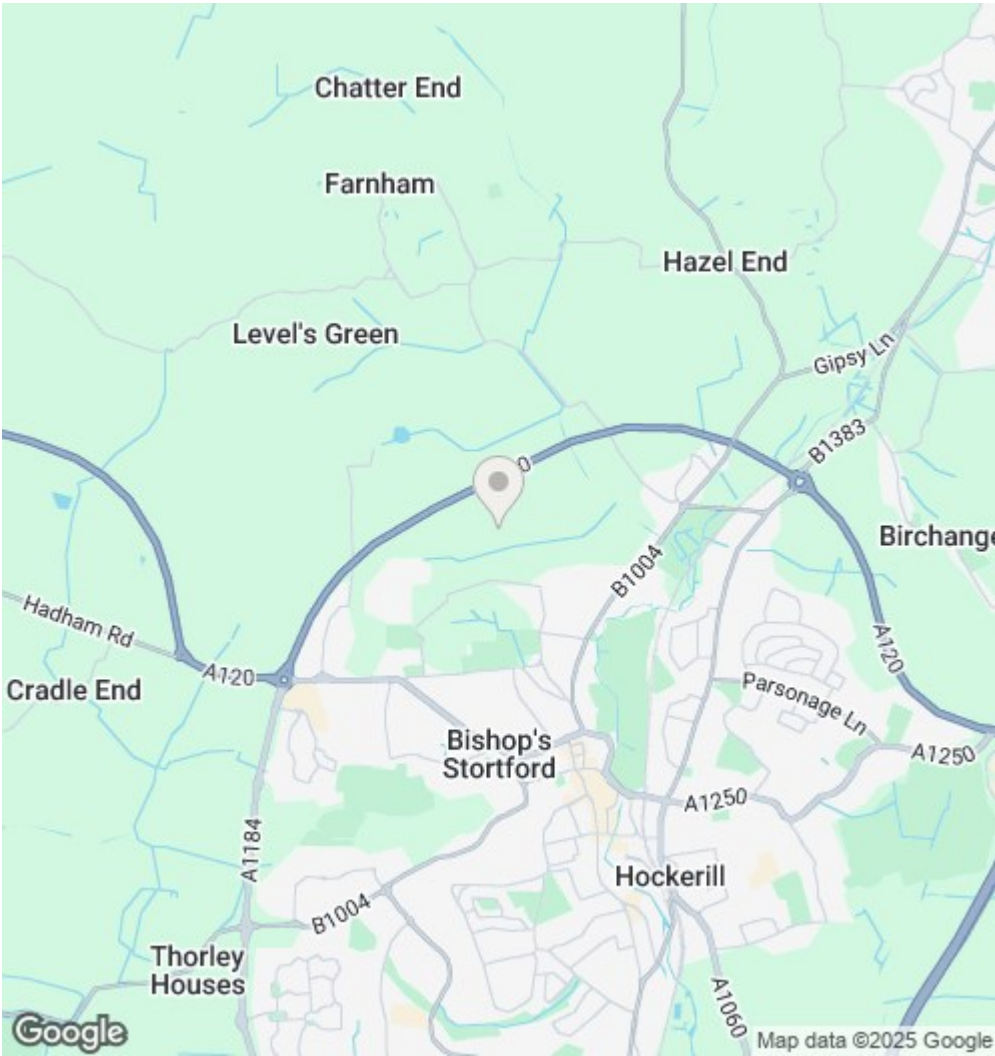 Chatter End
Farnham
Hazel End
Level's Green
Gipsy Ln
B1383
0
Birchange
B1004
Hadham Rd
A120
A120
Cradle End
Parsonage Ln
Bishop's
Stortford
A1250
A1250
A1184
Hockerill
B1004
Thorley
Houses
A1060
Google
Map data ©2025 Google